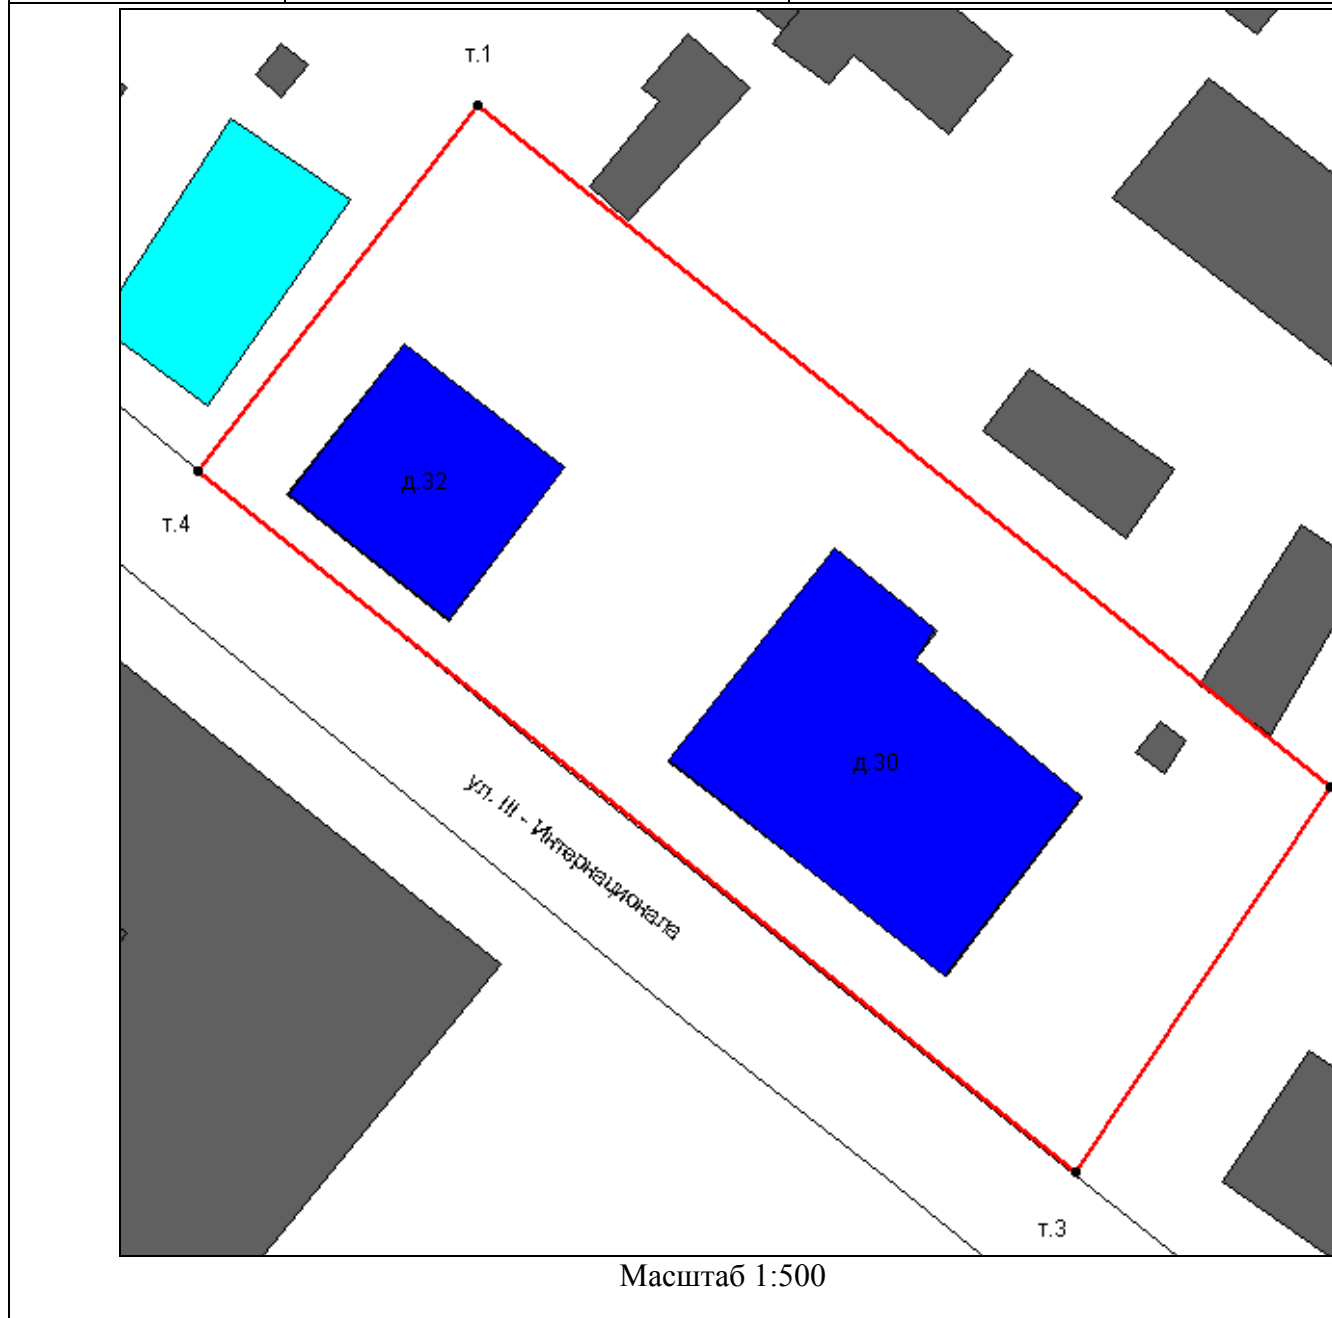 т.1
д.32
т.4
д.30
ул. III - Интернационала
т.3
Масштаб 1:500